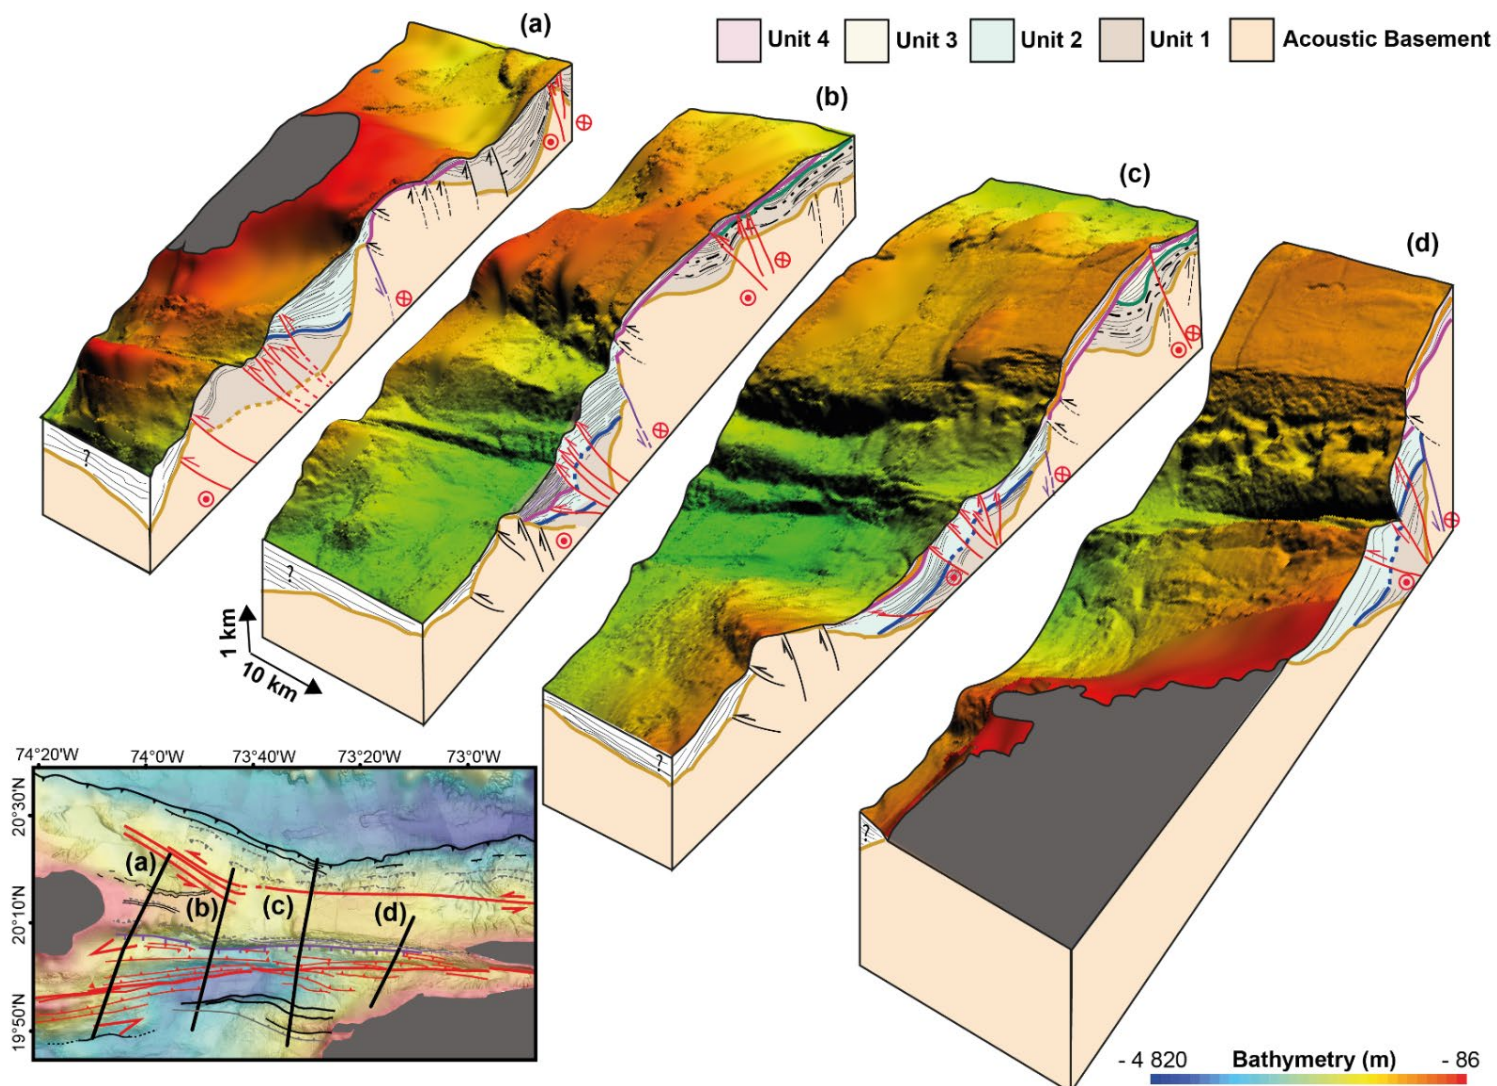 (a)
Unit 4
Unit 3
Unit 2
Unit 1
Acoustic Basement
(b)
(c)
(d)
?
?
?
?
1 km
10 km
74°20'W
74°0'W
73°40'W
73°20'W
73°0'W
20°30'N
20°10'N
19°50'N
(a)
(b)
(c)
(d)
- 4 820 Bathymetry (m) - 86